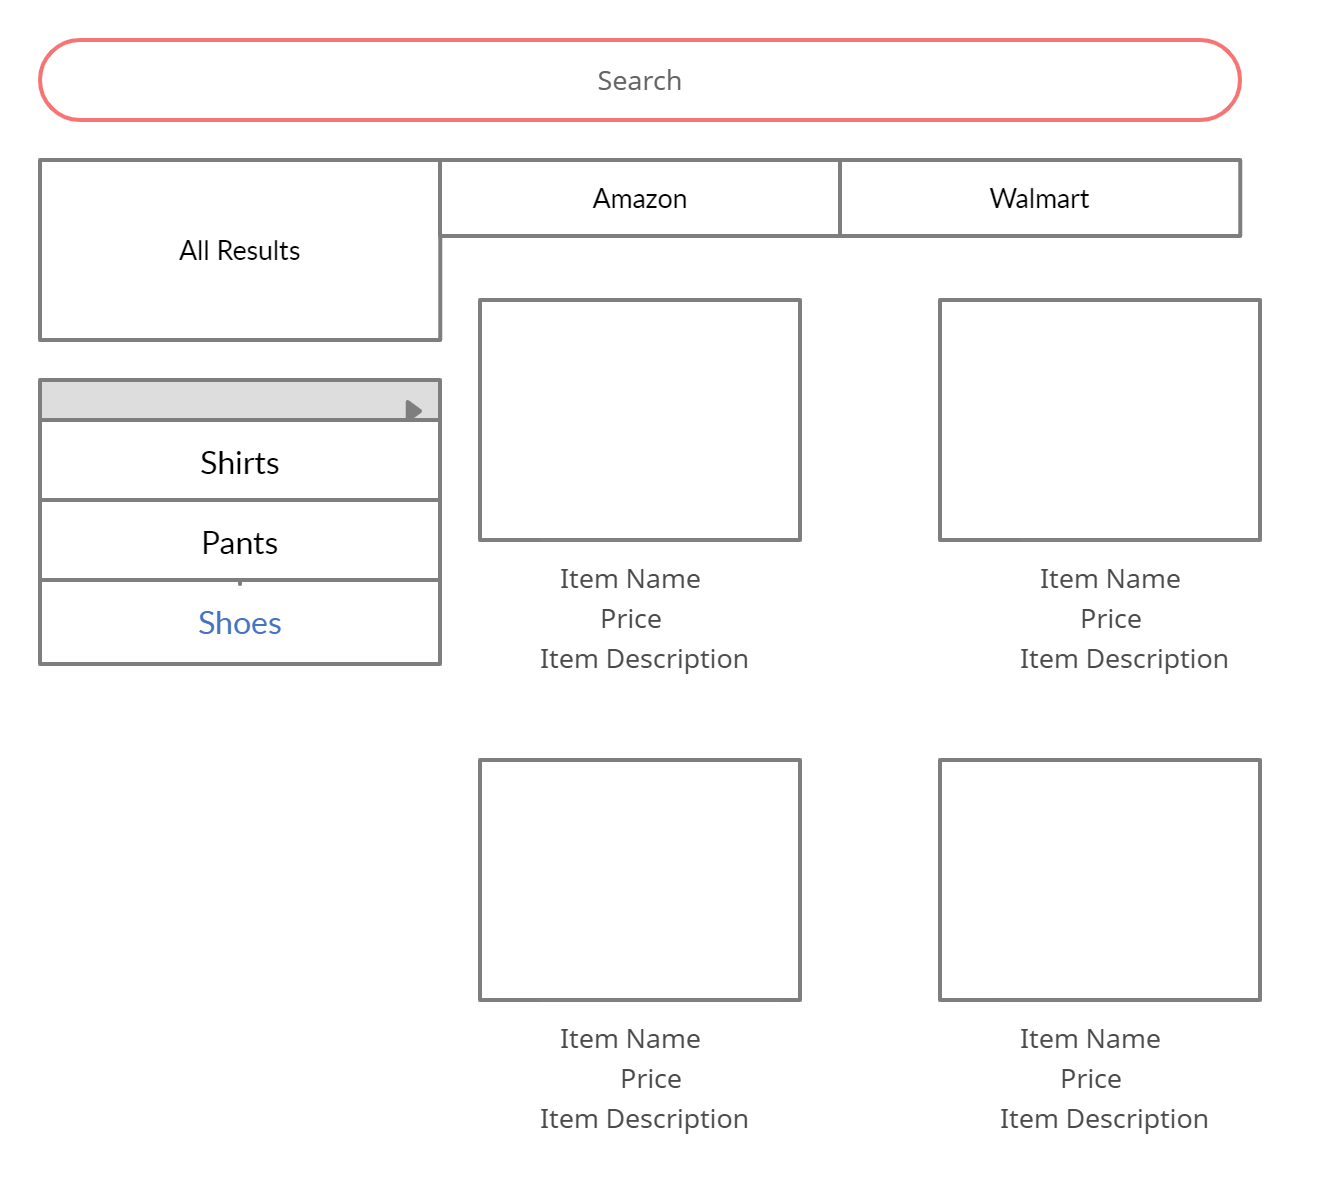 Search
All Results
Amazon
Walmart
Shirts
Pants
Shoes
Item Name
Price
Item Description
Item Name
Price
Item Description
Item Name
Price
Item Description
Item Name
Price
Item Description